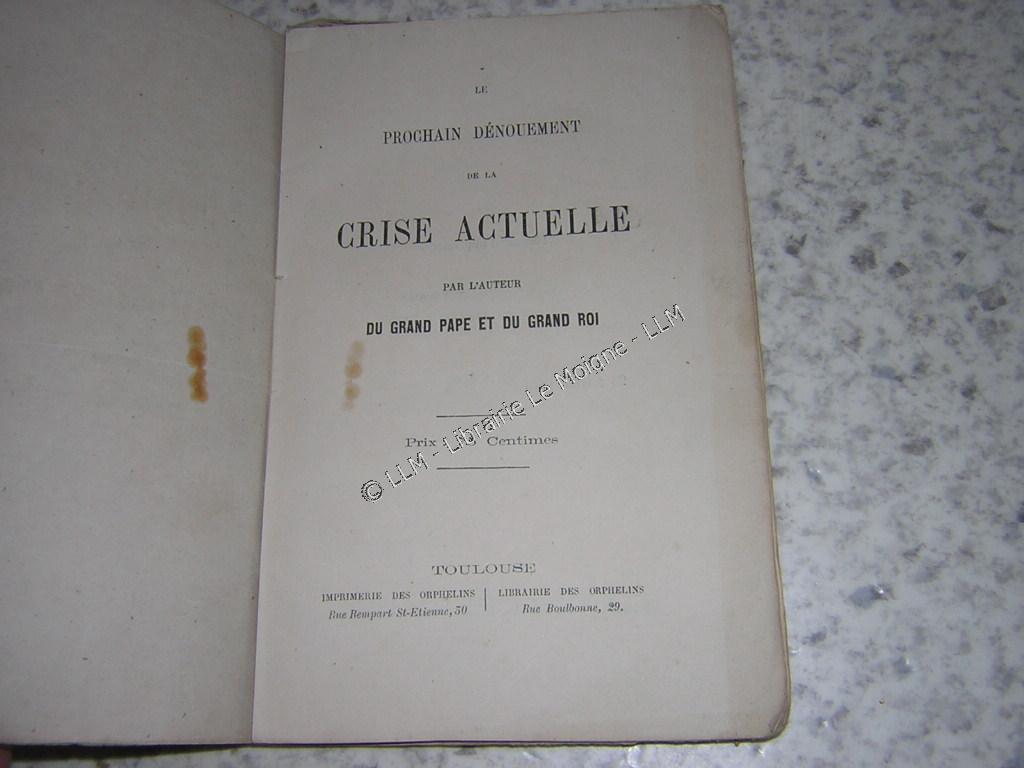 LE
PROCHAIN DÉNOUEMENT
DE LA
CRISE ACTUELLE
PAR L'AUTEUR
DU GRAND PAPE ET DU GRAND ROI
Prix Centimes
© LLM - Librairie Le Moigne - LLM
TOULOUSE
IMPRIMERIE DES ORPHELINS
Rue Rempart St-Etienne, 30
LIBRAIRIE DES ORPHELINS
Rue Boulbonne, 29.